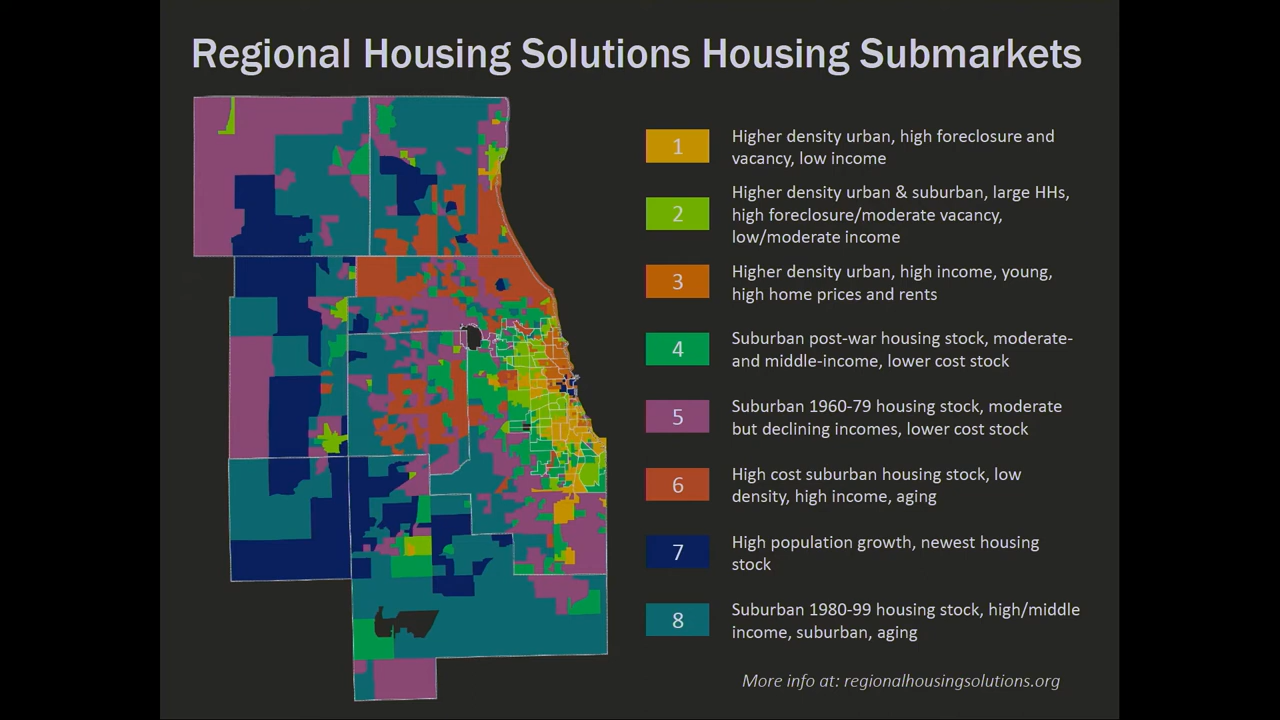 Regional Housing Solutions Housing Submarkets
1
Higher density urban, high foreclosure and
vacancy, low income
2
Higher density urban & suburban, large HHs,
high foreclosure/moderate vacancy,
low/moderate income
3
Higher density urban, high income, young,
high home prices and rents
4
Suburban post-war housing stock, moderate-
and middle-income, lower cost stock
5
Suburban 1960-79 housing stock, moderate
but declining incomes, lower cost stock
6
High cost suburban housing stock, low
density, high income, aging
7
High population growth, newest housing
stock
8
Suburban 1980-99 housing stock, high/middle
income, suburban, aging
More info at: regionalhousingsolutions.org